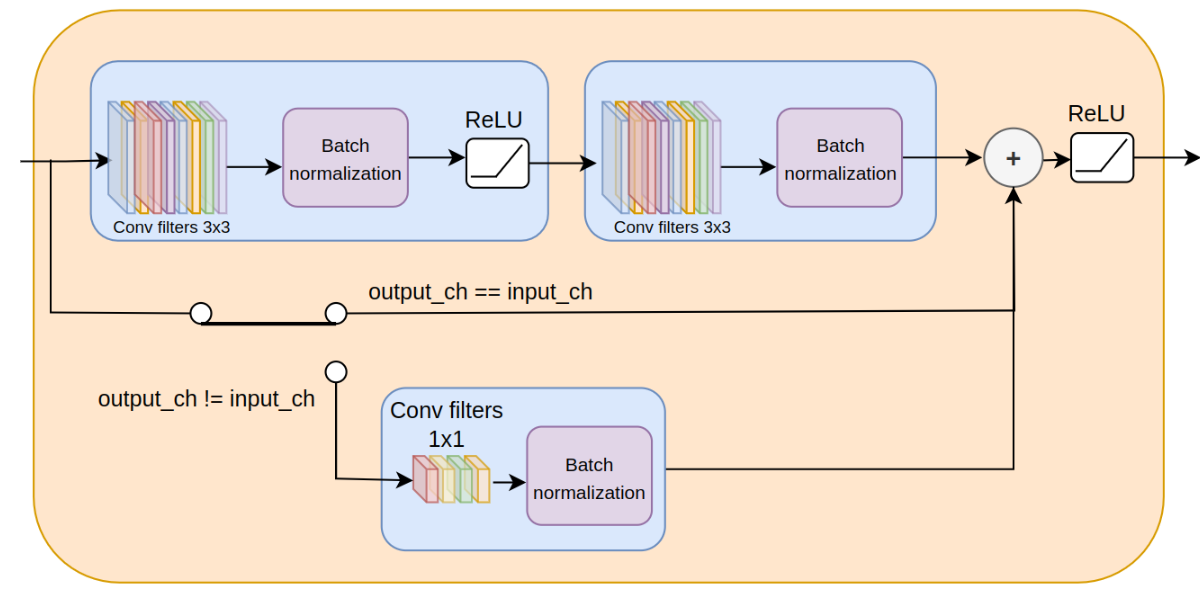 ReLU
ReLU
Batch
normalization
Batch
normalization
Conv filters 3x3
Conv filters 3x3
+
output_ch == input_ch
output_ch != input_ch
Conv filters
1x1
Batch
normalization